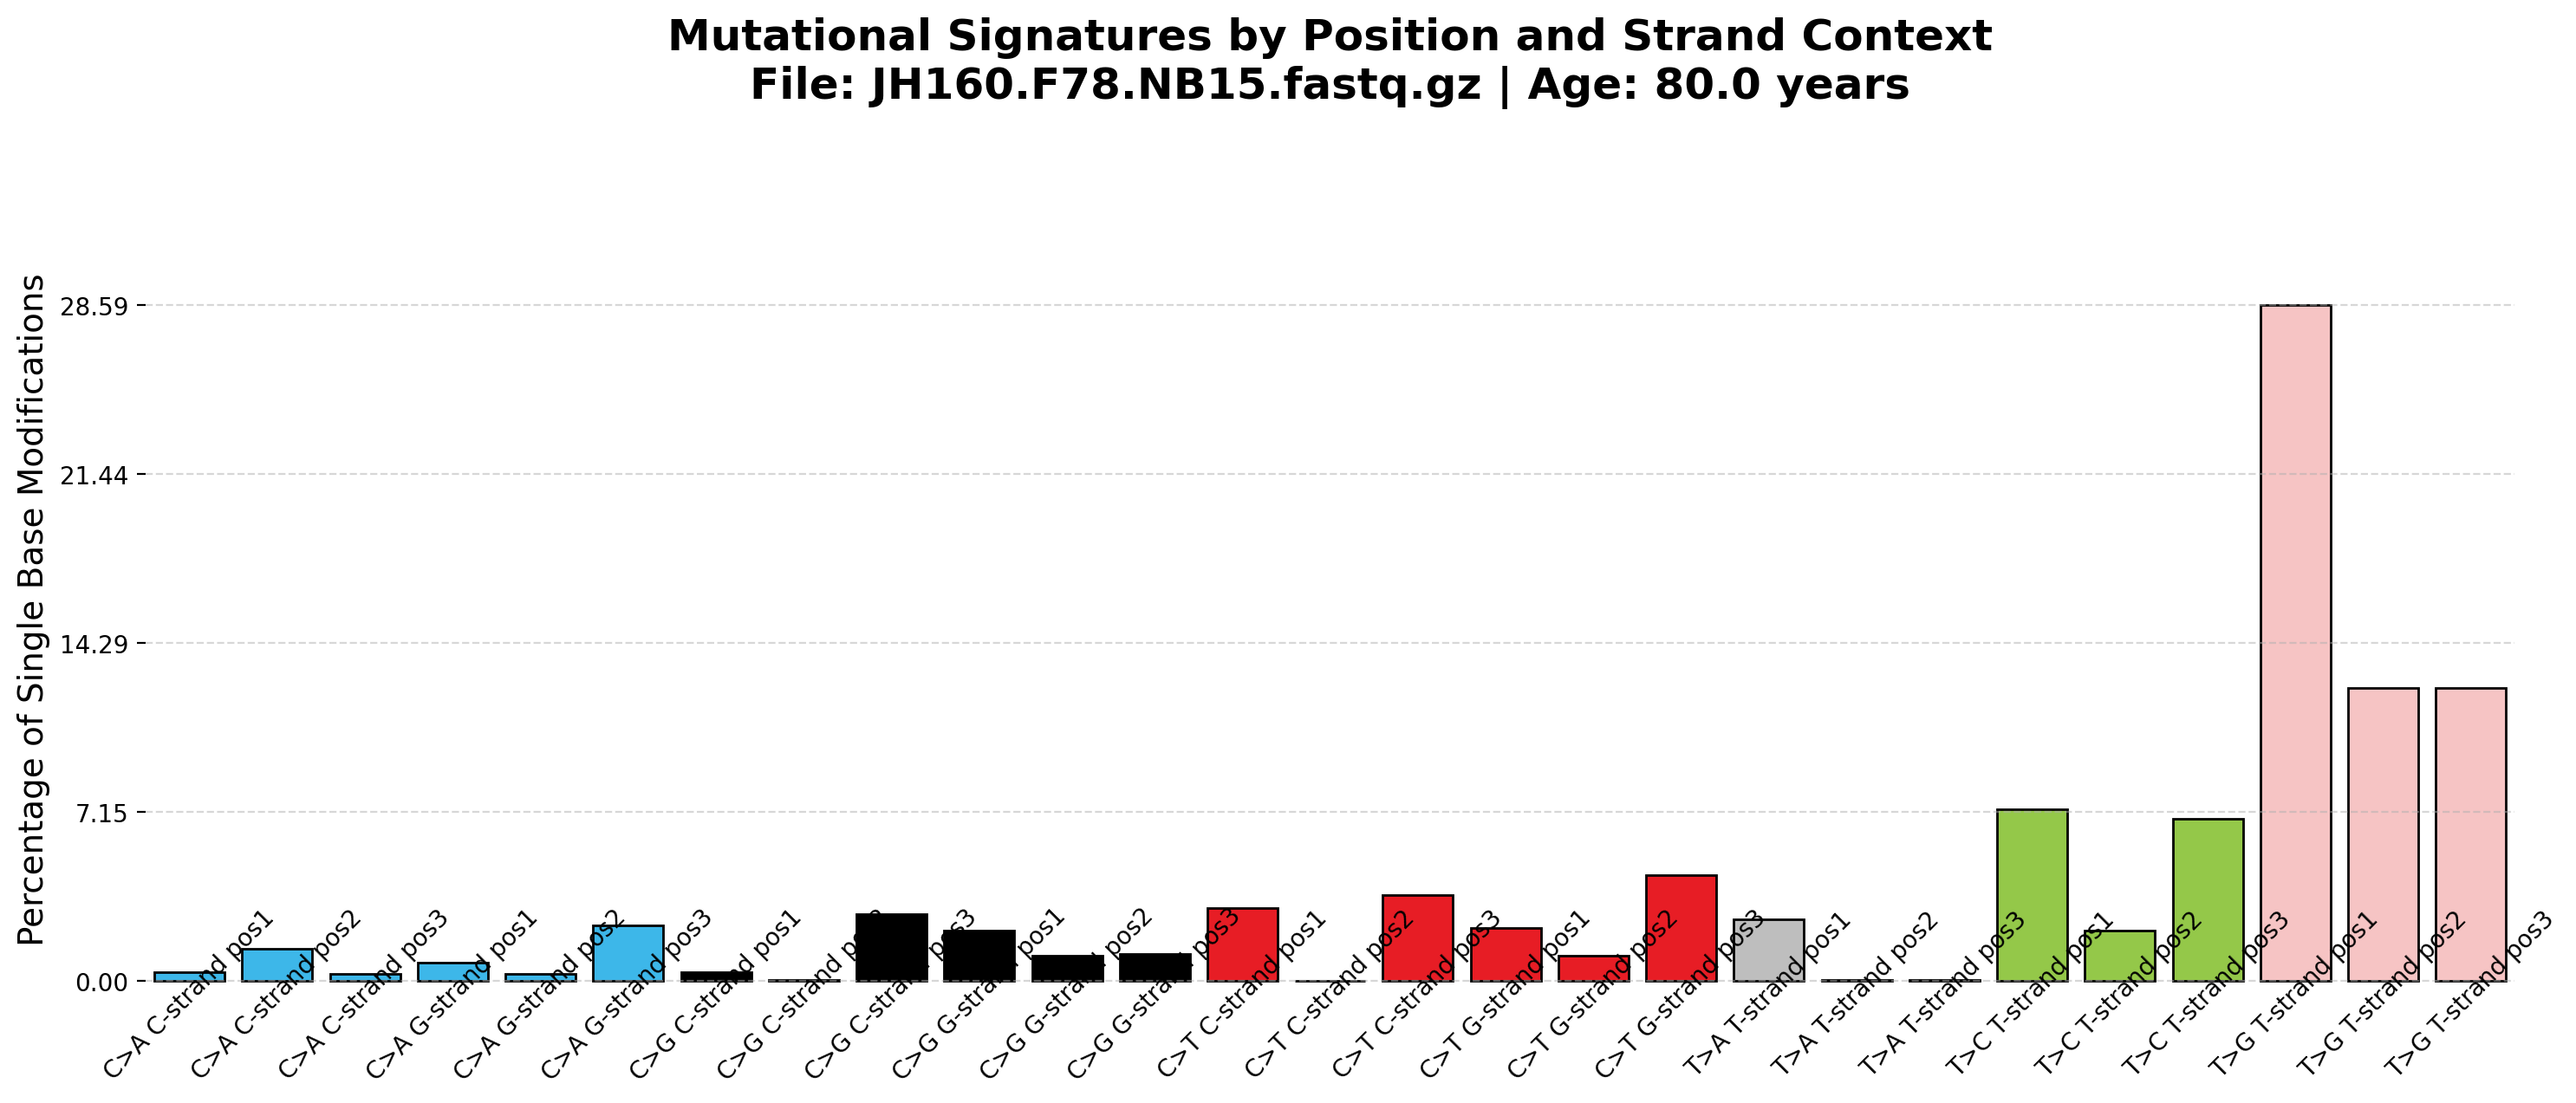 Mutational Signatures by Position and Strand Context
File: JH160.F78.NB15.fastq.gz | Age: 80.0 years
Percentage of Single Base Modifications
28.59
21.44
14.29
7.15
0.00
C>A C-strand pos1
C>A C-strand pos2
C>A C-strand pos3
C>A G-strand pos1
C>A G-strand pos2
C>A G-strand pos3
C>G C-strand pos1
C>G C-strand pos2
C>G C-strand pos3
C>G G-strand pos1
C>G G-strand pos2
C>G G-strand pos3
C>T C-strand pos1
C>T C-strand pos2
C>T C-strand pos3
C>T G-strand pos1
C>T G-strand pos2
C>T G-strand pos3
T>A T-strand pos1
T>A T-strand pos2
T>A T-strand pos3
T>C T-strand pos1
T>C T-strand pos2
T>C T-strand pos3
T>G T-strand pos1
T>G T-strand pos2
T>G T-strand pos3